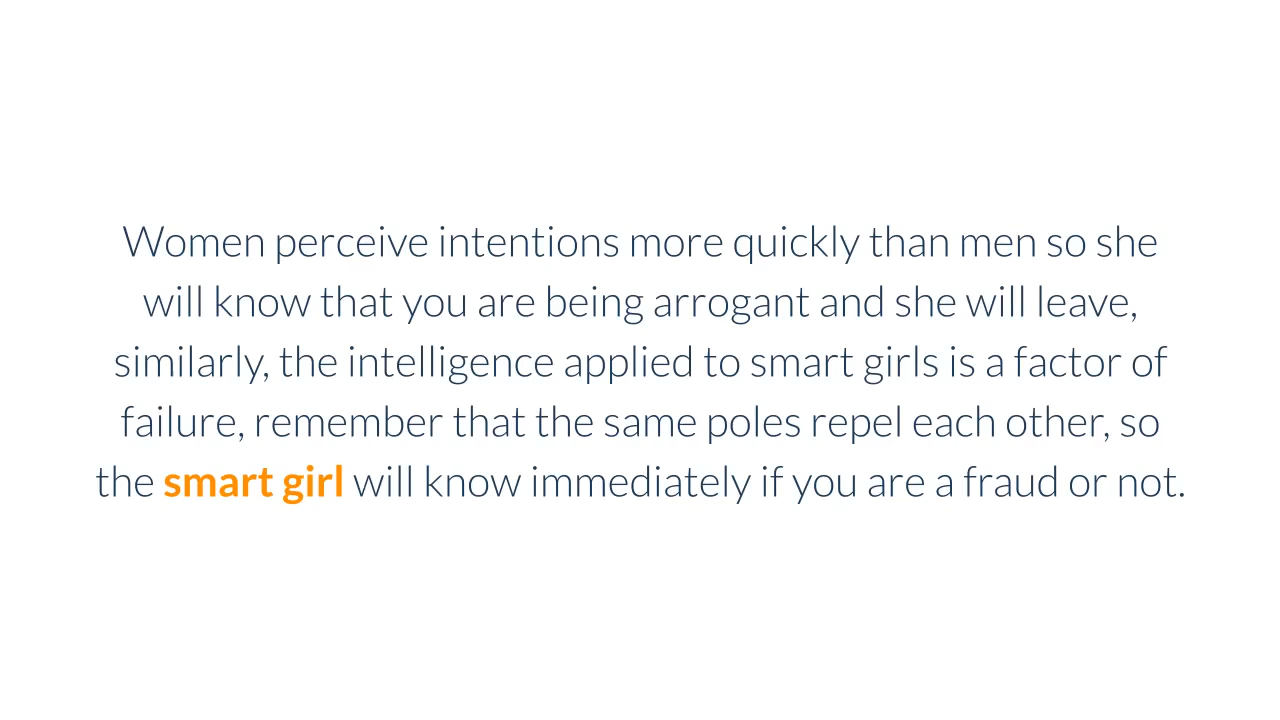 Women perceive intentions more quickly than men so she
will know that you are being arrogant and she will leave,
similarly, the intelligence applied to smart girls is a factor of
failure, remember that the same poles repel each other, so
the smart girl will know immediately if you are a fraud or not.